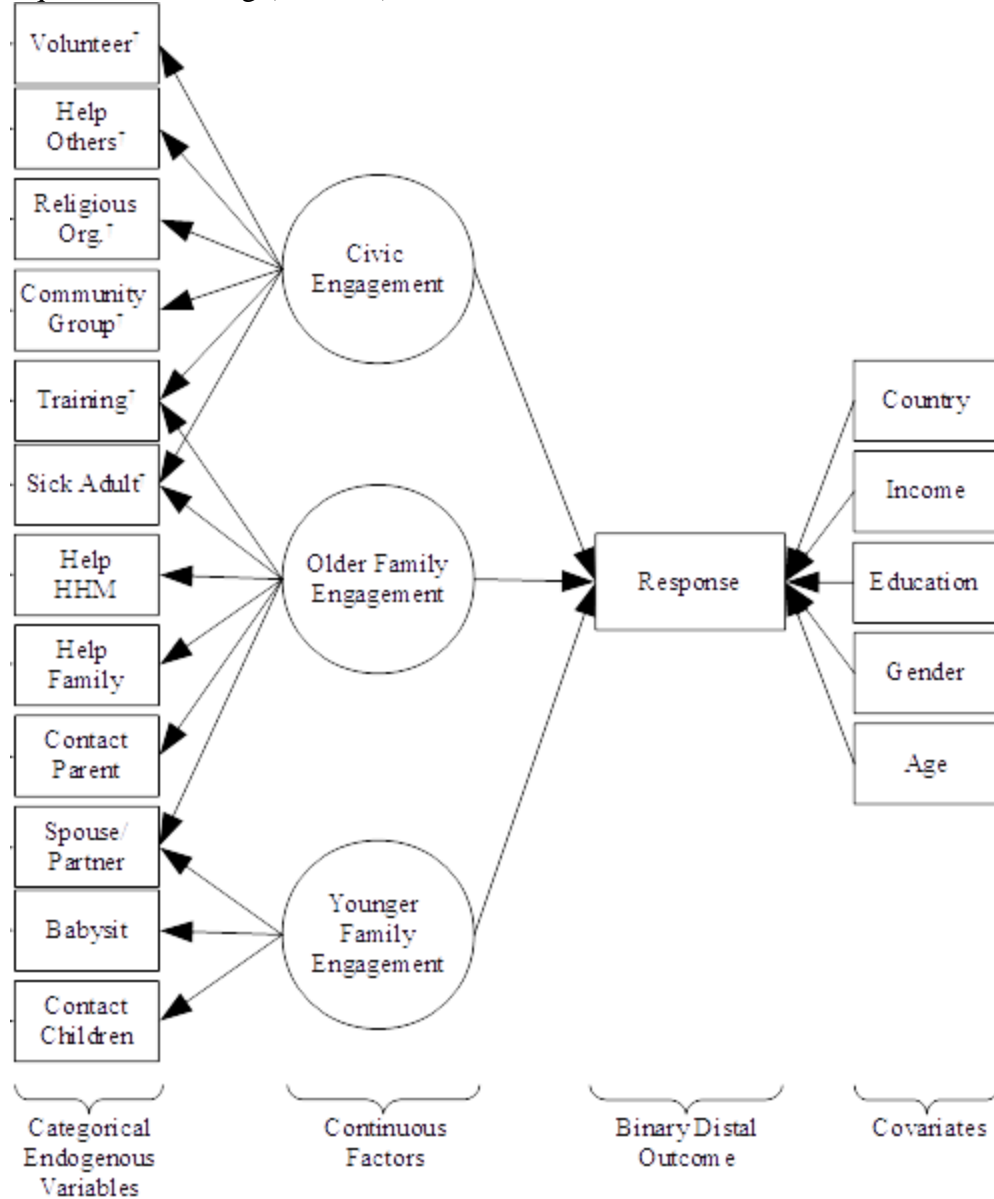 Volunteer†
Help
Others†
Religious
Org.†
Community
Group†
Training†
Sick Adult†
Help
HHM
Help
Family
Contact
Parent
Spouse/
Partner
Babysit
Contact
Children
Civic
Engagement
Older Family
Engagement
Younger
Family
Engagement
Response
Country
Income
Education
Gender
Age
Categorical
Endogenous
Variables
Continuous
Factors
Binary Distal
Outcome
Covariates